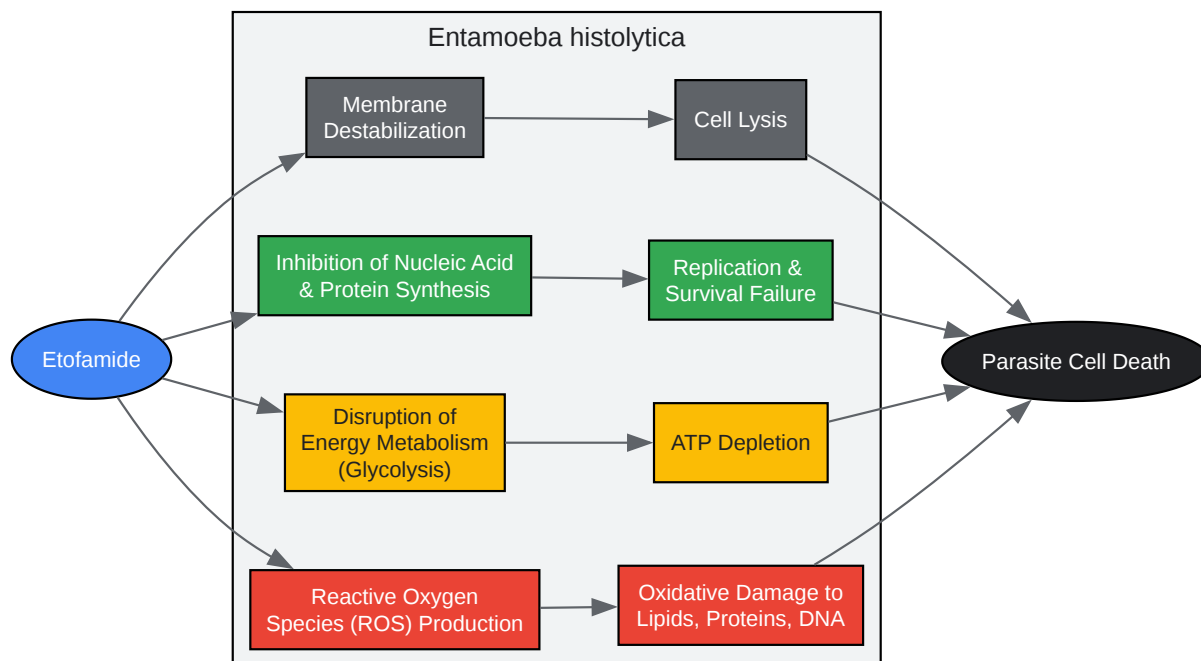 Entamoeba histolytica
Membrane
Destabilization
Cell Lysis
Inhibition of Nucleic Acid
& Protein Synthesis
Replication &
Survival Failure
Etofamide
Parasite Cell Death
Disruption of
Energy Metabolism
(Glycolysis)
ATP Depletion
Reactive Oxygen
Species (ROS) Production
Oxidative Damage to
Lipids, Proteins, DNA